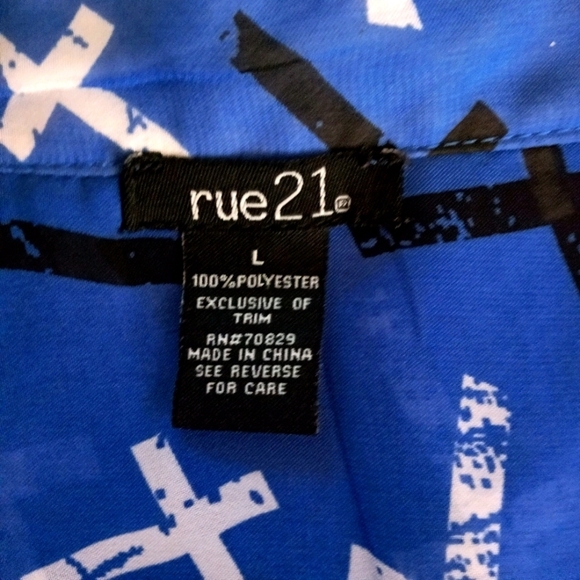 rue21®
L
100%POLYESTER
EXCLUSIVE OF
TRIM
RN#70829
MADE IN CHINA
SEE REVERSE
FOR CARE